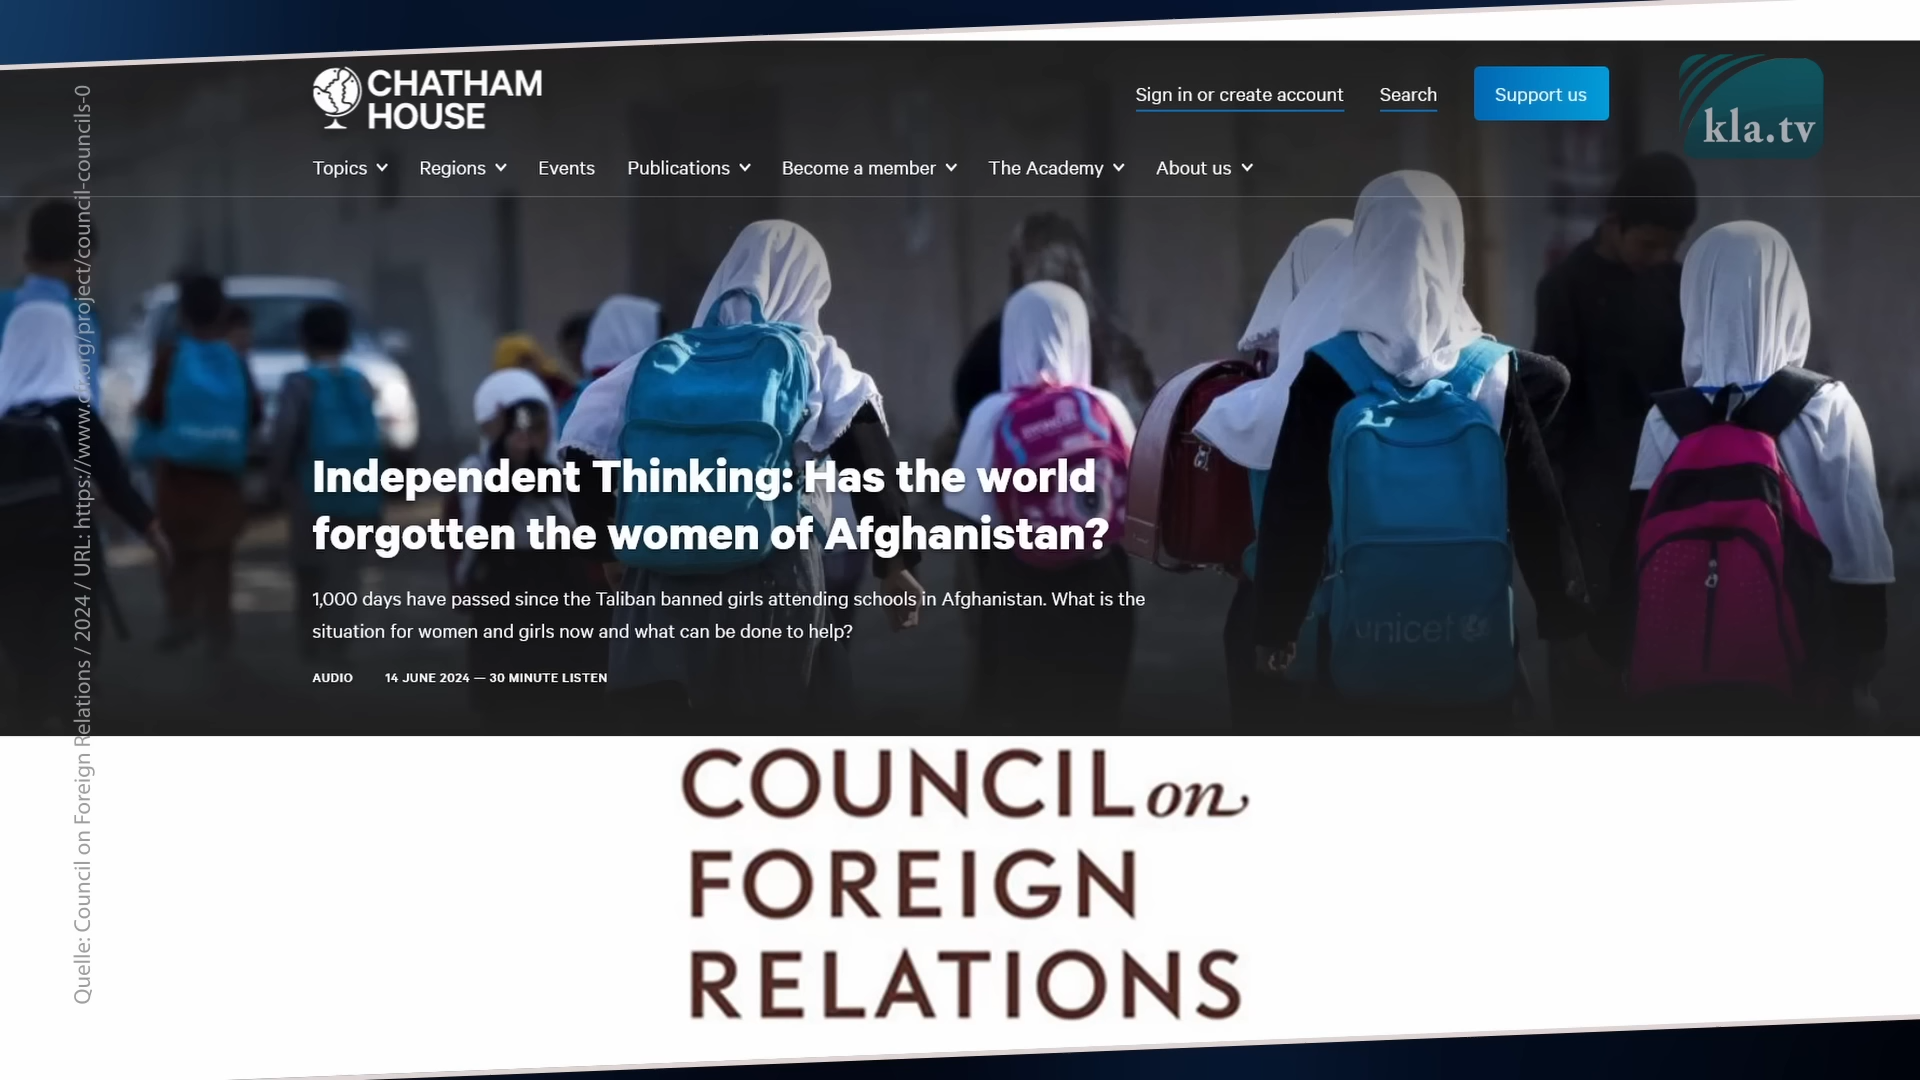 CHATHAM
HOUSE
Sign in or create account
Search
Support us
kla.tv
Topics
Regions
Events
Publications
Become a member
The Academy
About us
Independent Thinking: Has the world
forgotten the women of Afghanistan?
1,000 days have passed since the Taliban banned girls attending schools in Afghanistan. What is the
situation for women and girls now and what can be done to help?
AUDIO
14 JUNE 2024 — 30 MINUTE LISTEN
unicef
COUNCIL on
FOREIGN
RELATIONS
Quelle: Council on Foreign Relations / 2024 / URL: https://www.cfr.org/project/council-councils-0